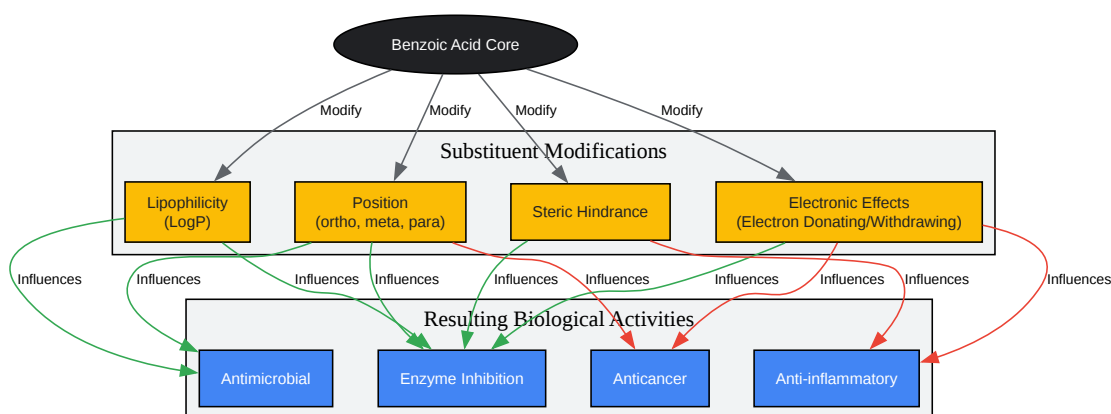 Benzoic Acid Core
Modify
Modify
Modify
Modify
Substituent Modifications
Lipophilicity
(LogP)
Position
(ortho, meta, para)
Steric Hindrance
Electronic Effects
(Electron Donating/Withdrawing)
Influences
Influences
Influences
Influences
Influences
Influences
Influences
Influences
Influences
Resulting Biological Activities
Antimicrobial
Enzyme Inhibition
Anticancer
Anti-inflammatory